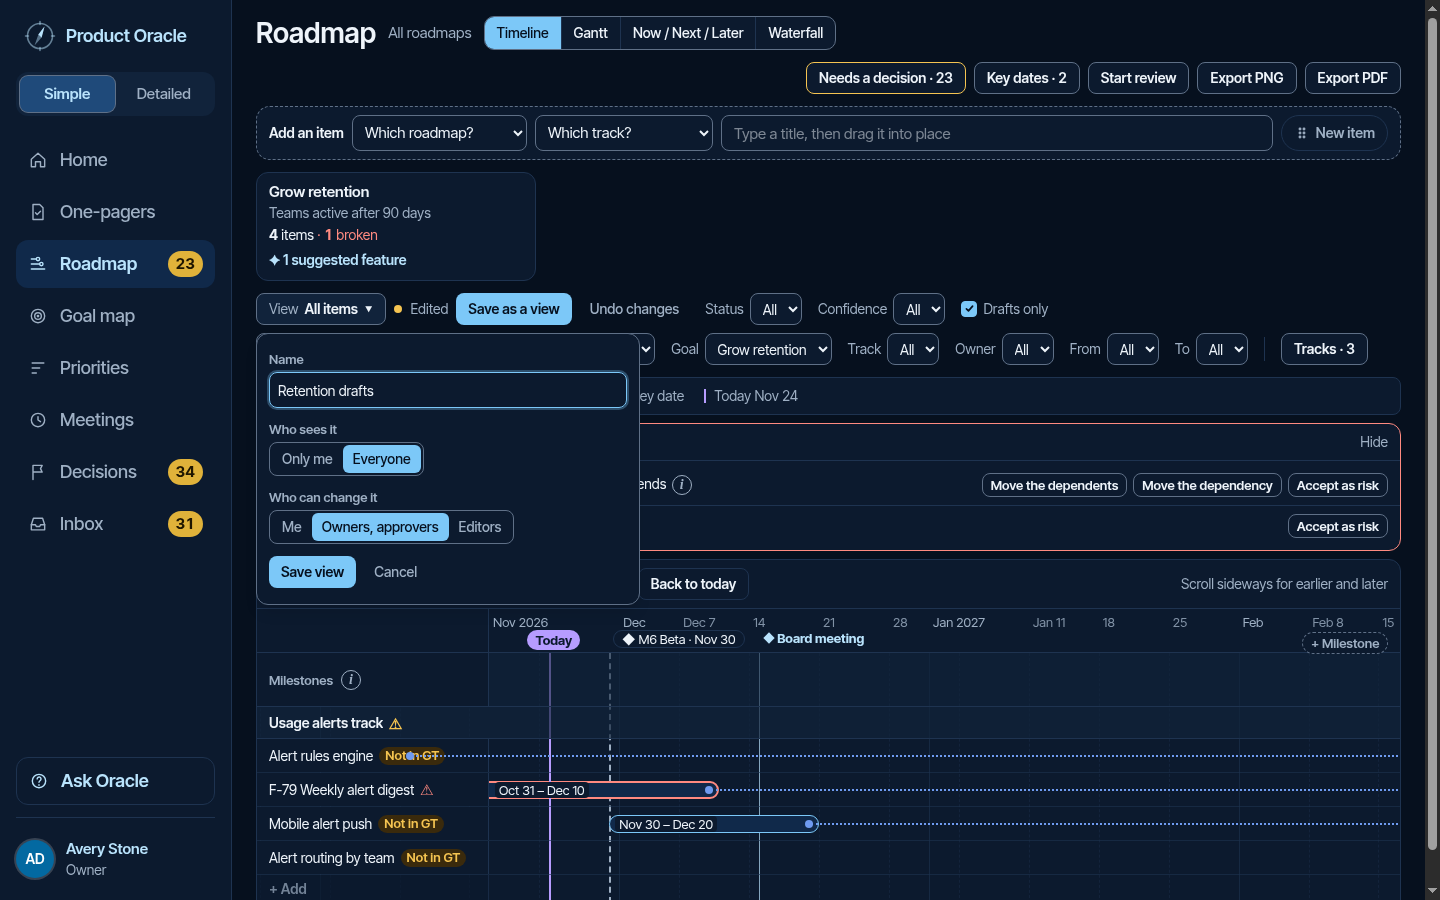 Product Oracle
Simple Detailed
Home
One-pagers
Roadmap 23
Goal map
Priorities
Meetings
Decisions 34
Inbox 31
Ask Oracle
AD
Avery Stone
Owner
Roadmap All roadmaps Timeline Gantt Now / Next / Later Waterfall
Needs a decision · 23 Key dates · 2 Start review Export PNG Export PDF
Add an item Which roadmap? Which track? Type a title, then drag it into place New item
Grow retention
Teams active after 90 days
4 items · 1 broken
1 suggested feature
View All items Edited Save as a view Undo changes Status All Confidence All Drafts only
Goal Grow retention Track All Owner All From All To All Tracks · 3
Name
Retention drafts
Who sees it
Only me Everyone
Who can change it
Me Owners, approvers Editors
Save view Cancel
ey date Today Nov 24
Hide
ends i Move the dependents Move the dependency Accept as risk
Accept as risk
Back to today Scroll sideways for earlier and later
Nov 2026 Dec Dec 7 14 21 28 Jan 2027 Jan 11 18 25 Feb Feb 8 15
Today M6 Beta · Nov 30 Board meeting + Milestone
Milestones i
Usage alerts track
Alert rules engine Not in GT
F-79 Weekly alert digest Oct 31 – Dec 10
Mobile alert push Not in GT Nov 30 – Dec 20
Alert routing by team Not in GT
+ Add